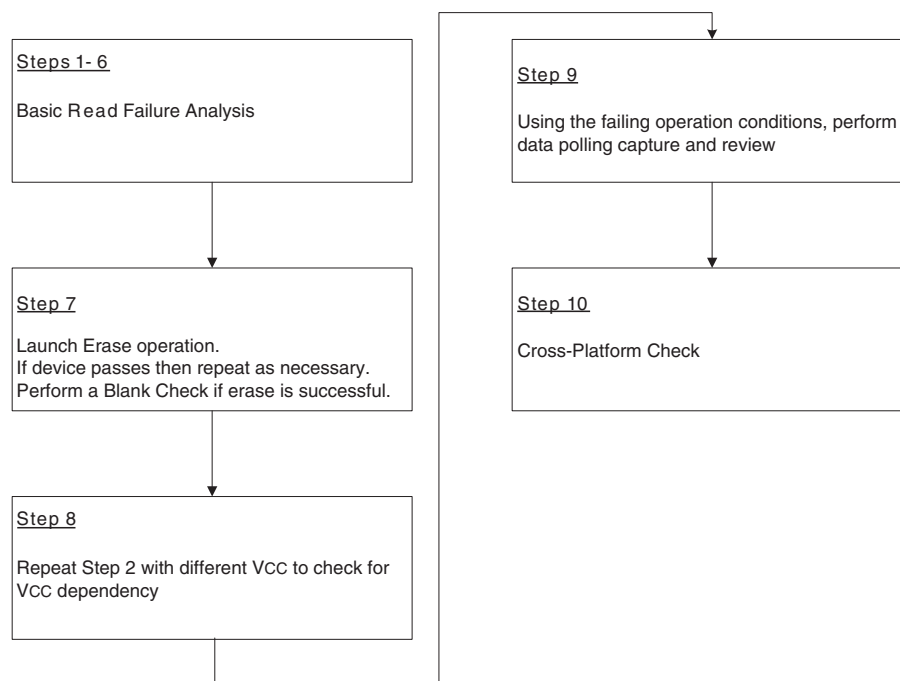 Steps 1- 6
Basic Read Failure Analysis
Step 7
Launch Erase operation.
If device passes then repeat as necessary.
Perform a Blank Check if erase is successful.
Step 8
Repeat Step 2 with different VCC to check for
VCC dependency
Step 9
Using the failing operation conditions, perform
data polling capture and review
Step 10
Cross-Platform Check